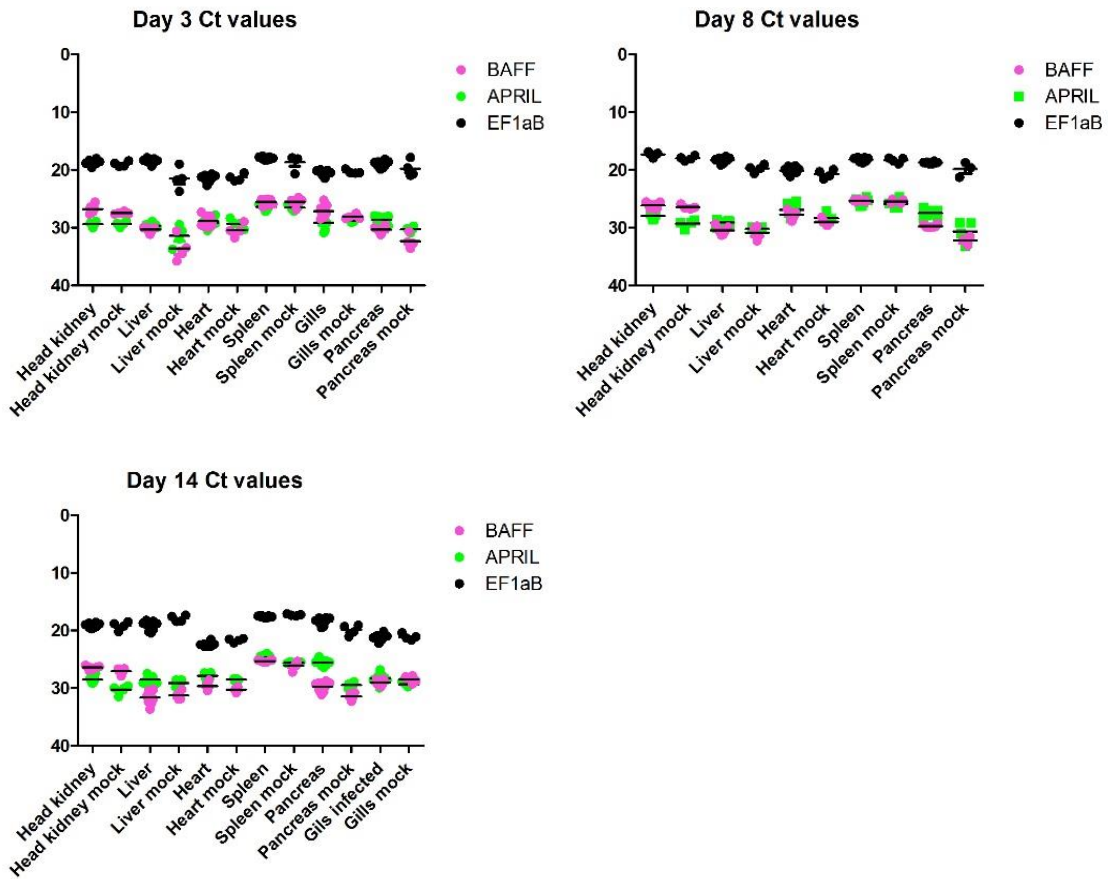 Day 3 Ct values
0
10
20
30
40
BAFF
APRIL
EF1aB
Head kidney
Head kidney mock
Liver
Liver mock
Heart
Heart mock
Spleen
Spleen mock
Gills
Gills mock
Pancreas
Pancreas mock
Day 8 Ct values
0
10
20
30
40
BAFF
APRIL
EF1aB
Head kidney
Head kidney mock
Liver
Liver mock
Heart
Heart mock
Spleen
Spleen mock
Pancreas
Pancreas mock
Day 14 Ct values
0
10
20
30
40
BAFF
APRIL
EF1aB
Head kidney
Head kidney mock
Liver
Liver mock
Heart
Heart mock
Spleen
Spleen mock
Pancreas
Pancreas mock
Gils infected
Gills mock